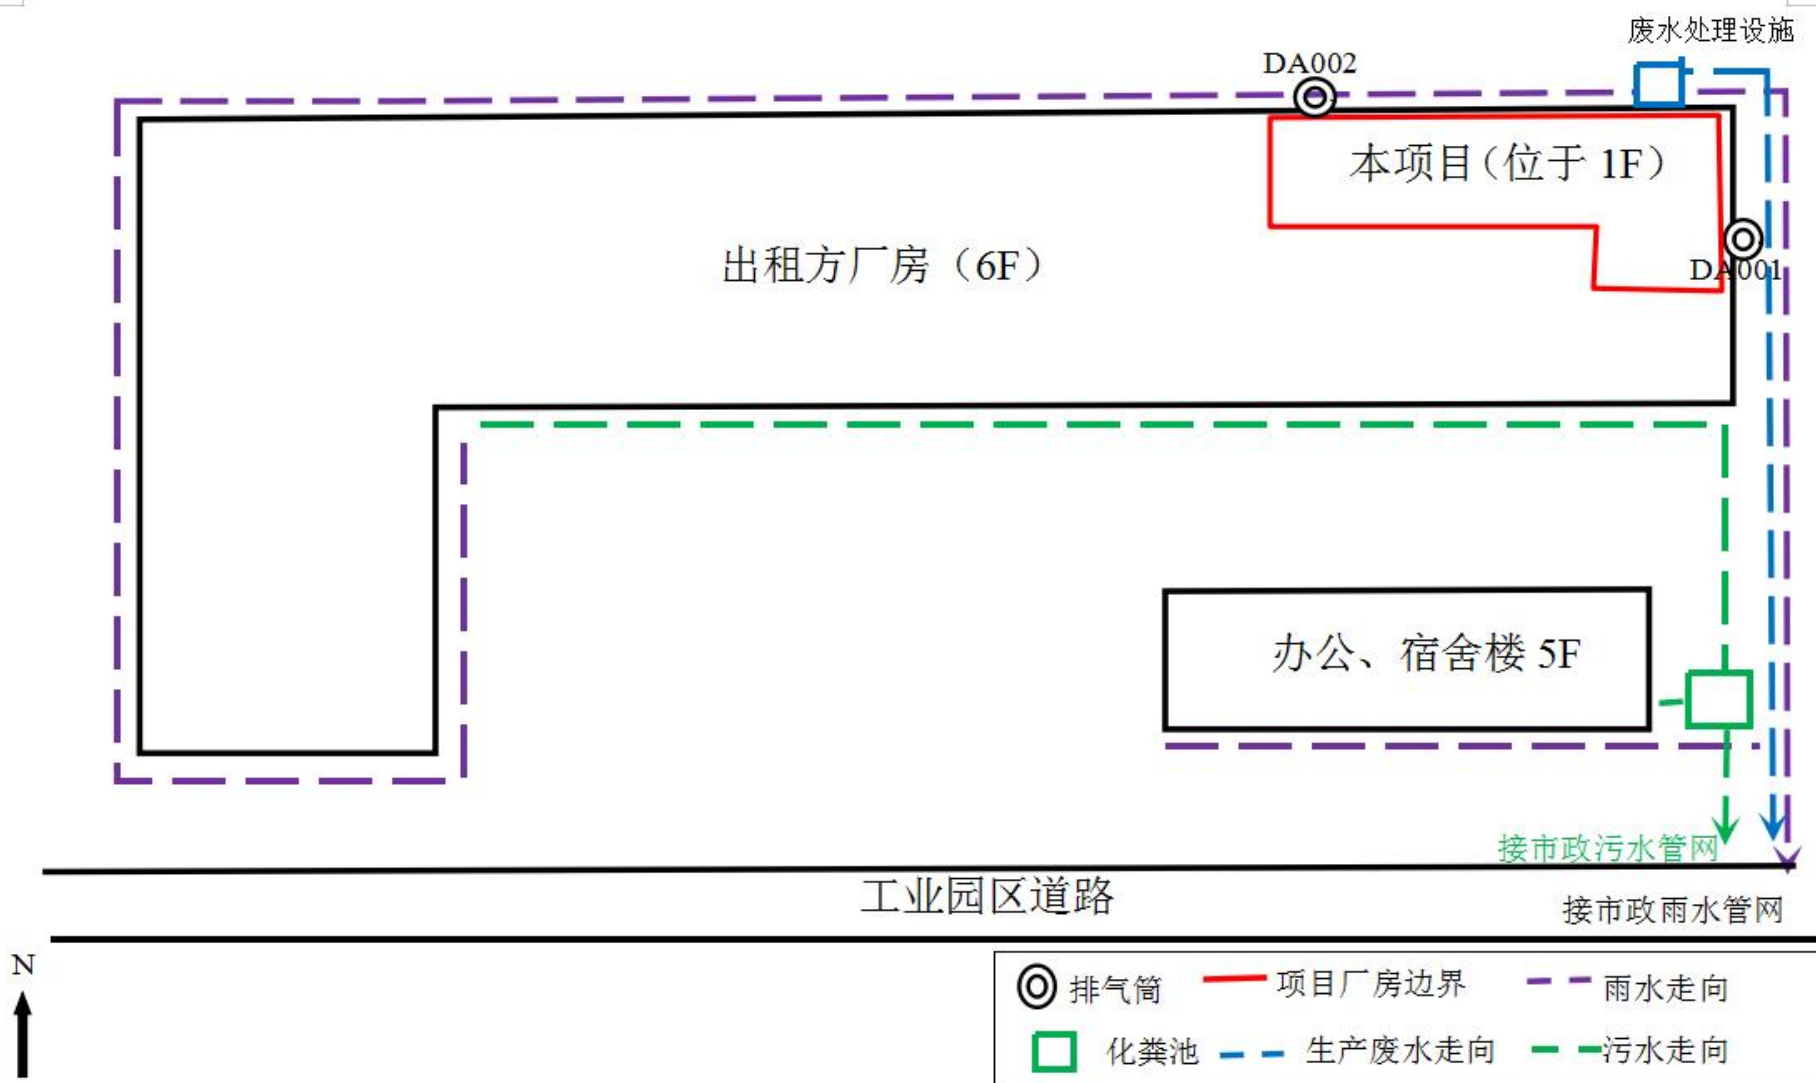 废水处理设施
DA002
本项目（位于 1F）
出租方厂房（6F）
DA001
办公、宿舍楼 5F
接市政污水管网
工业园区道路
接市政雨水管网
N
排气筒
项目厂房边界
雨水走向
化粪池
生产废水走向
污水走向